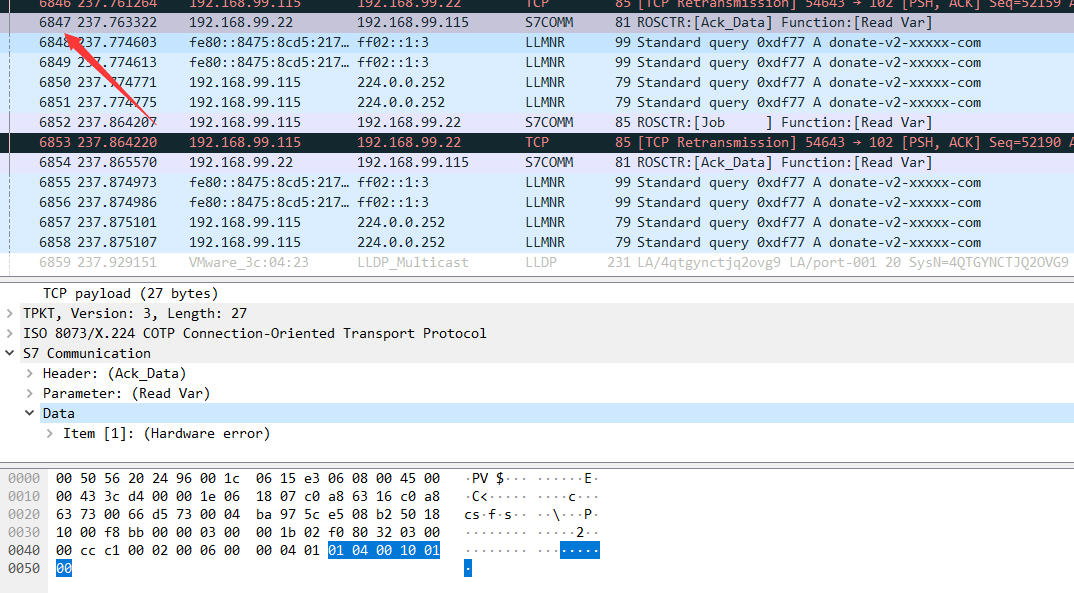 6846 237.761264 192.168.99.115 192.168.99.22 TCP 85 [TCP Retransmission] 54643 → 102 [PSH, ACK] Seq=52159
6847 237.763322 192.168.99.22 192.168.99.115 S7COMM 81 ROSCTR:[Ack_Data] Function:[Read Var]
6848 237.774603 fe80::8475:8cd5:217… ff02::1:3 LLMNR 99 Standard query 0xdf77 A donate-v2-xxxxx-com
6849 237.774613 fe80::8475:8cd5:217… ff02::1:3 LLMNR 99 Standard query 0xdf77 A donate-v2-xxxxx-com
6850 237.774771 192.168.99.115 224.0.0.252 LLMNR 79 Standard query 0xdf77 A donate-v2-xxxxx-com
6851 237.774775 192.168.99.115 224.0.0.252 LLMNR 79 Standard query 0xdf77 A donate-v2-xxxxx-com
6852 237.864207 192.168.99.115 192.168.99.22 S7COMM 85 ROSCTR:[Job ] Function:[Read Var]
6853 237.864220 192.168.99.115 192.168.99.22 TCP 85 [TCP Retransmission] 54643 → 102 [PSH, ACK] Seq=52190
6854 237.865570 192.168.99.22 192.168.99.115 S7COMM 81 ROSCTR:[Ack_Data] Function:[Read Var]
6855 237.874973 fe80::8475:8cd5:217… ff02::1:3 LLMNR 99 Standard query 0xdf77 A donate-v2-xxxxx-com
6856 237.874986 fe80::8475:8cd5:217… ff02::1:3 LLMNR 99 Standard query 0xdf77 A donate-v2-xxxxx-com
6857 237.875101 192.168.99.115 224.0.0.252 LLMNR 79 Standard query 0xdf77 A donate-v2-xxxxx-com
6858 237.875107 192.168.99.115 224.0.0.252 LLMNR 79 Standard query 0xdf77 A donate-v2-xxxxx-com
6859 237.929151 VMware_3c:04:23 LLDP_Multicast LLDP 231 LA/4qtgynctjq2ovg9 LA/port-001 20 SysN=4QTGYNCTJQ2OVG9
TCP payload (27 bytes)
TPKT, Version: 3, Length: 27
ISO 8073/X.224 COTP Connection-Oriented Transport Protocol
S7 Communication
Header: (Ack_Data)
Parameter: (Read Var)
Data
Item [1]: (Hardware error)
0000 00 50 56 20 24 96 00 1c 06 15 e3 06 08 00 45 00 ·PV $··· ······E·
0010 00 43 3c d4 00 00 1e 06 18 07 c0 a8 63 16 c0 a8 ·C<····· ····c···
0020 63 73 00 66 d5 73 00 04 ba 97 5c e5 08 b2 50 18 cs·f·s·· ··\···P·
0030 10 00 f8 bb 00 00 03 00 00 1b 02 f0 80 32 03 00 ········ ·····2··
0040 00 cc c1 00 02 00 06 00 00 04 01 01 04 00 10 01 ········ ········
0050 00 ·